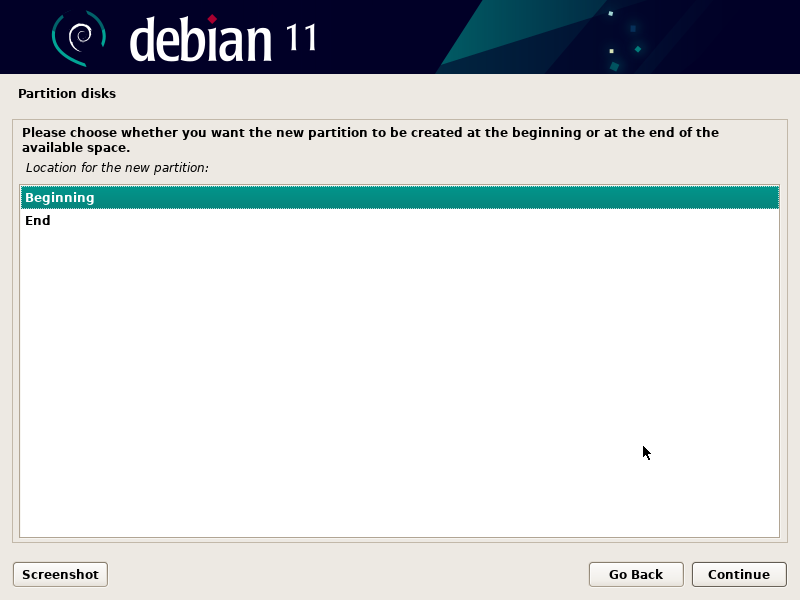 debian 11
Partition disks
Please choose whether you want the new partition to be created at the beginning or at the end of the
available space.
Location for the new partition:
Beginning
End
Screenshot
Go Back
Continue